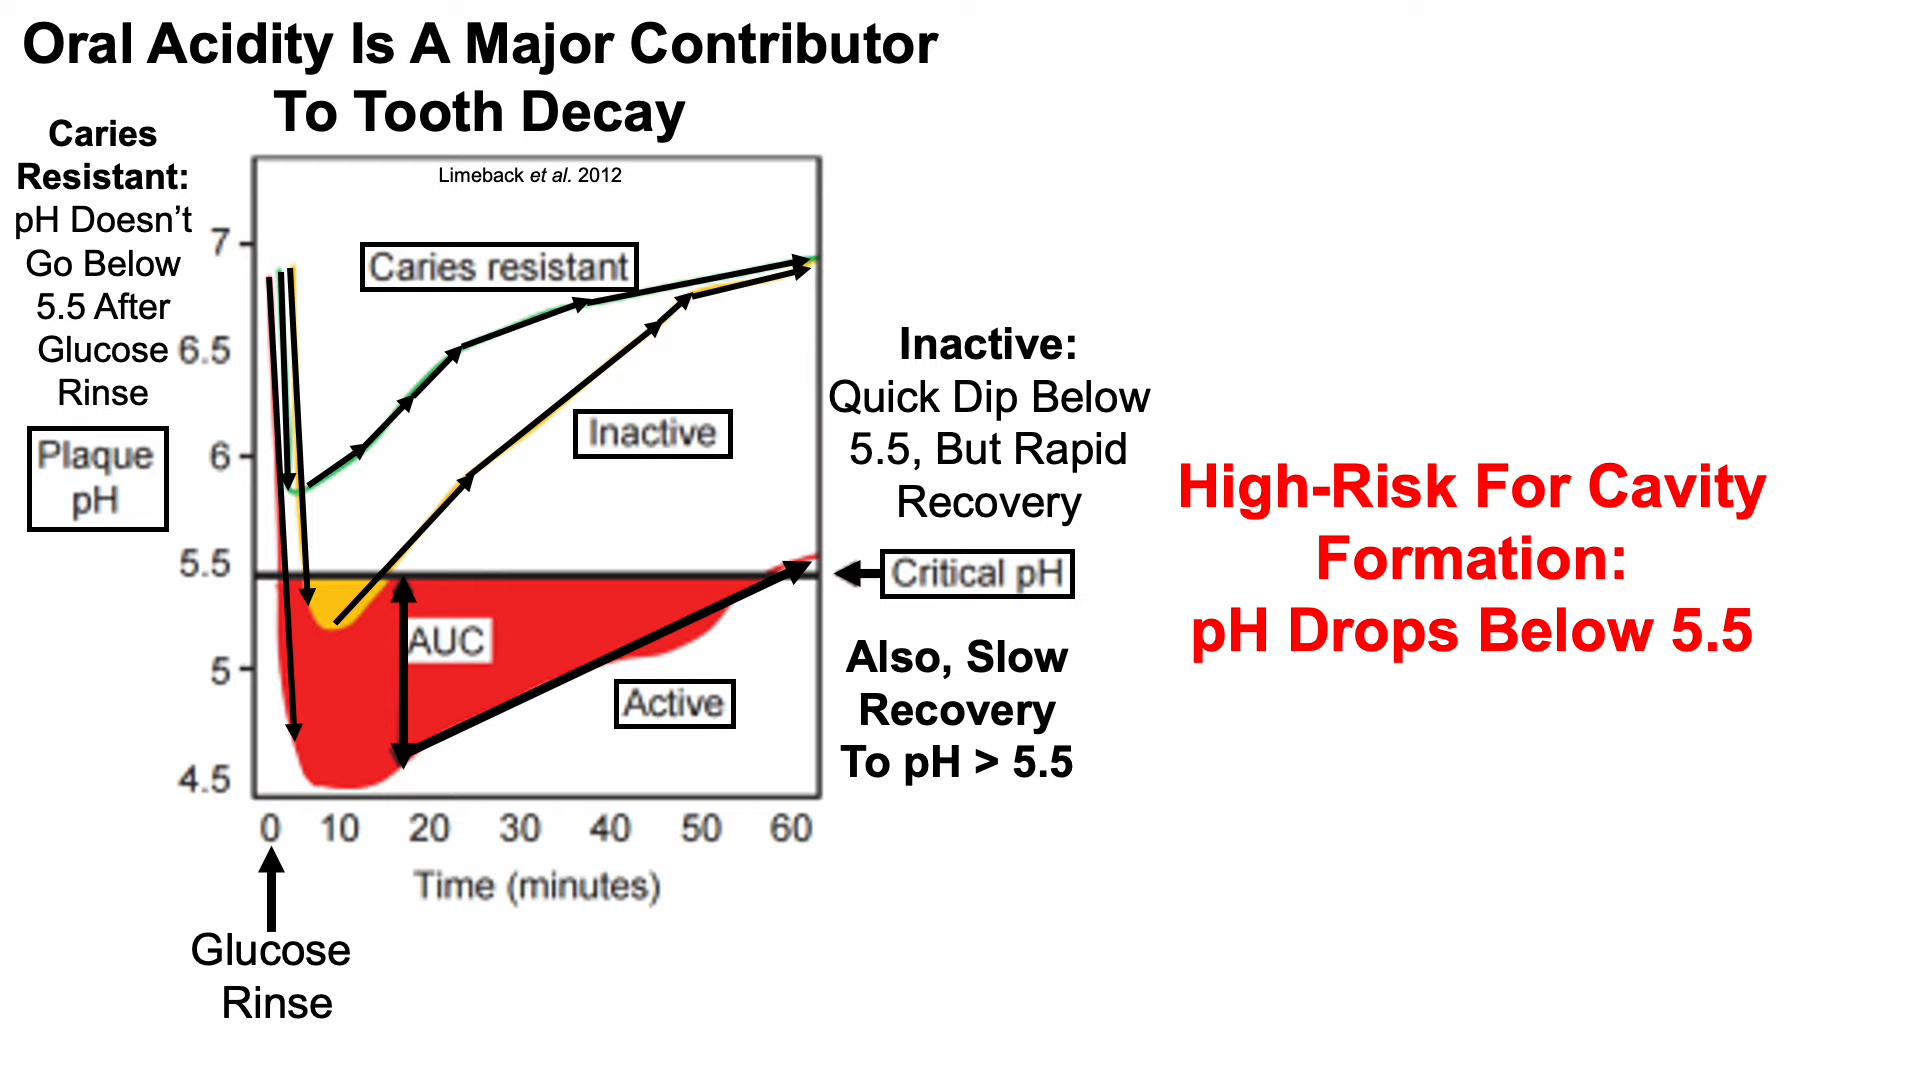 Oral Acidity Is A Major Contributor
To Tooth Decay
Caries
Resistant:
pH Doesn't
Go Below
5.5 After
Glucose
Rinse
Plaque
pH
Limeback et al. 2012
7
6.5
6
5.5
5
4.5
Caries resistant
Inactive
AUC
Active
0 10 20 30 40 50 60
Time (minutes)
Glucose
Rinse
Inactive:
Quick Dip Below
5.5, But Rapid
Recovery
Critical pH
Also, Slow
Recovery
To pH > 5.5
High-Risk For Cavity
Formation:
pH Drops Below 5.5